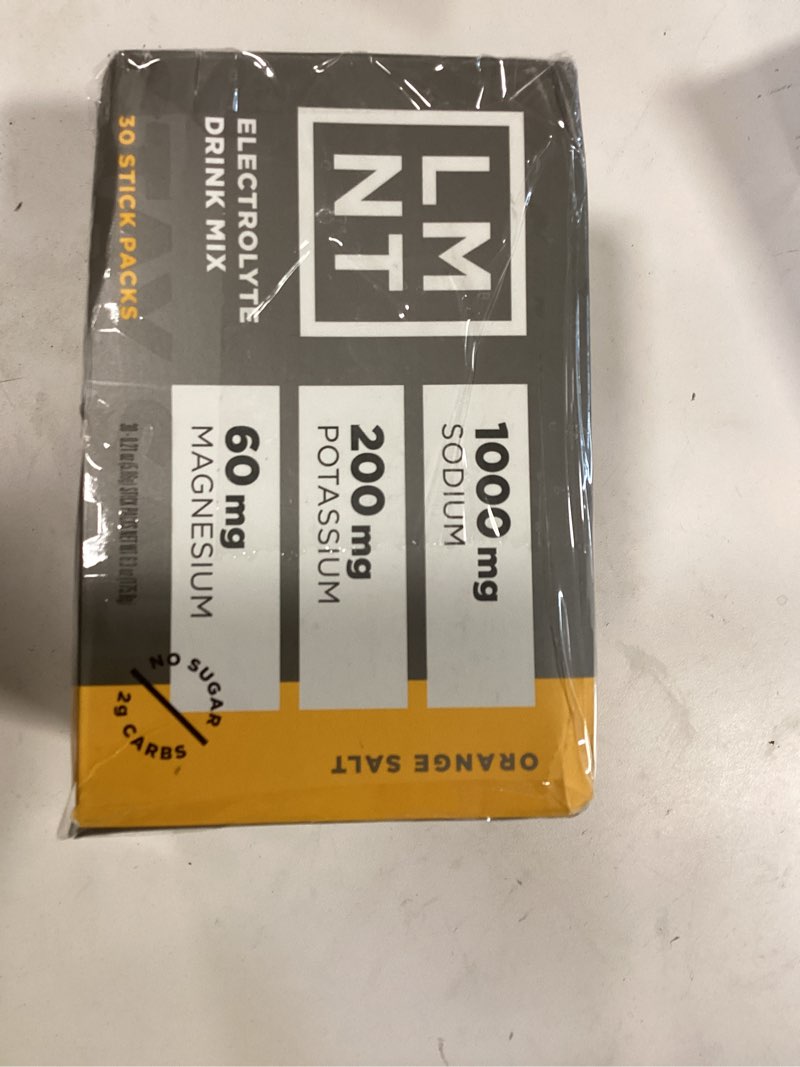 LM
NT
ELECTROLYTE
DRINK MIX
30 STICK PACKS
1000 mg
SODIUM
200 mg
POTASSIUM
60 mg
MAGNESIUM
NO SUGAR
2g CARBS
ORANGE SALT